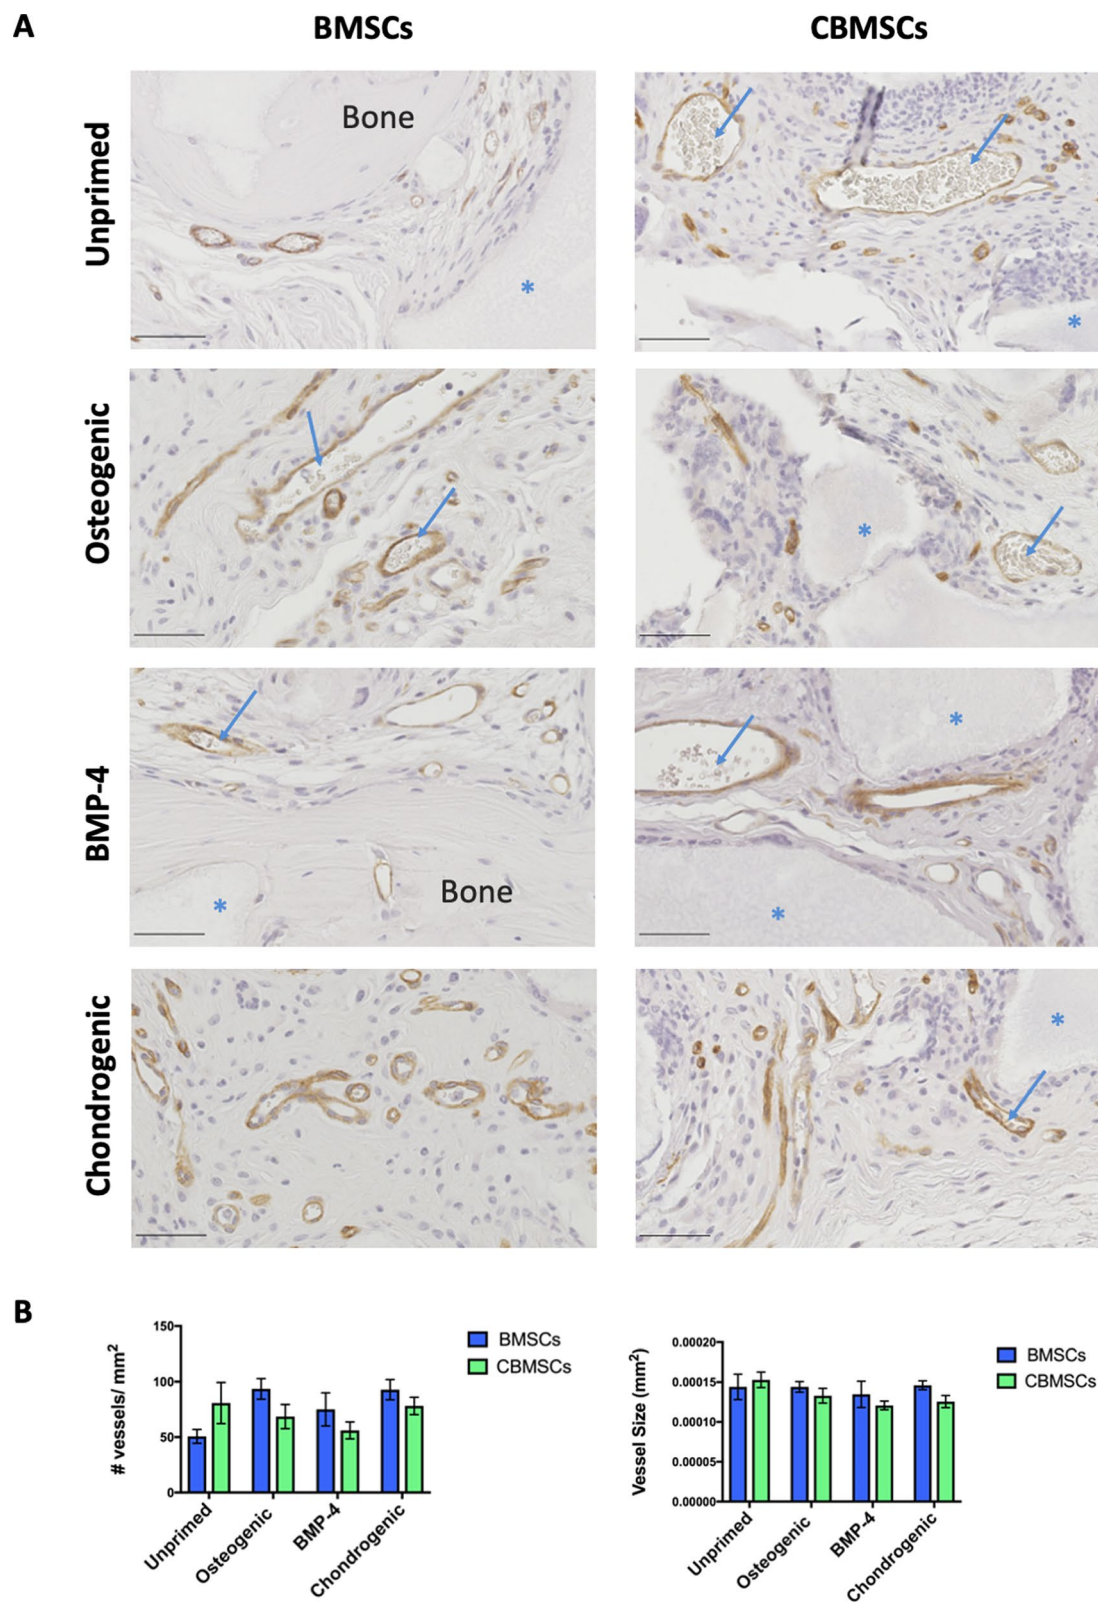 A
BMSCs
CBMSCs
Unprimed
Bone
*
*
Osteogenic
*
BMP-4
Bone
*
*
*
Chondrogenic
*
B
# vessels/ mm²
150
100
50
0
Unprimed
Osteogenic
BMP-4
Chondrogenic
BMSCs
CBMSCs
Vessel Size (mm²)
0.00020
0.00015
0.00010
0.00005
0.00000
Unprimed
Osteogenic
BMP-4
Chondrogenic
BMSCs
CBMSCs